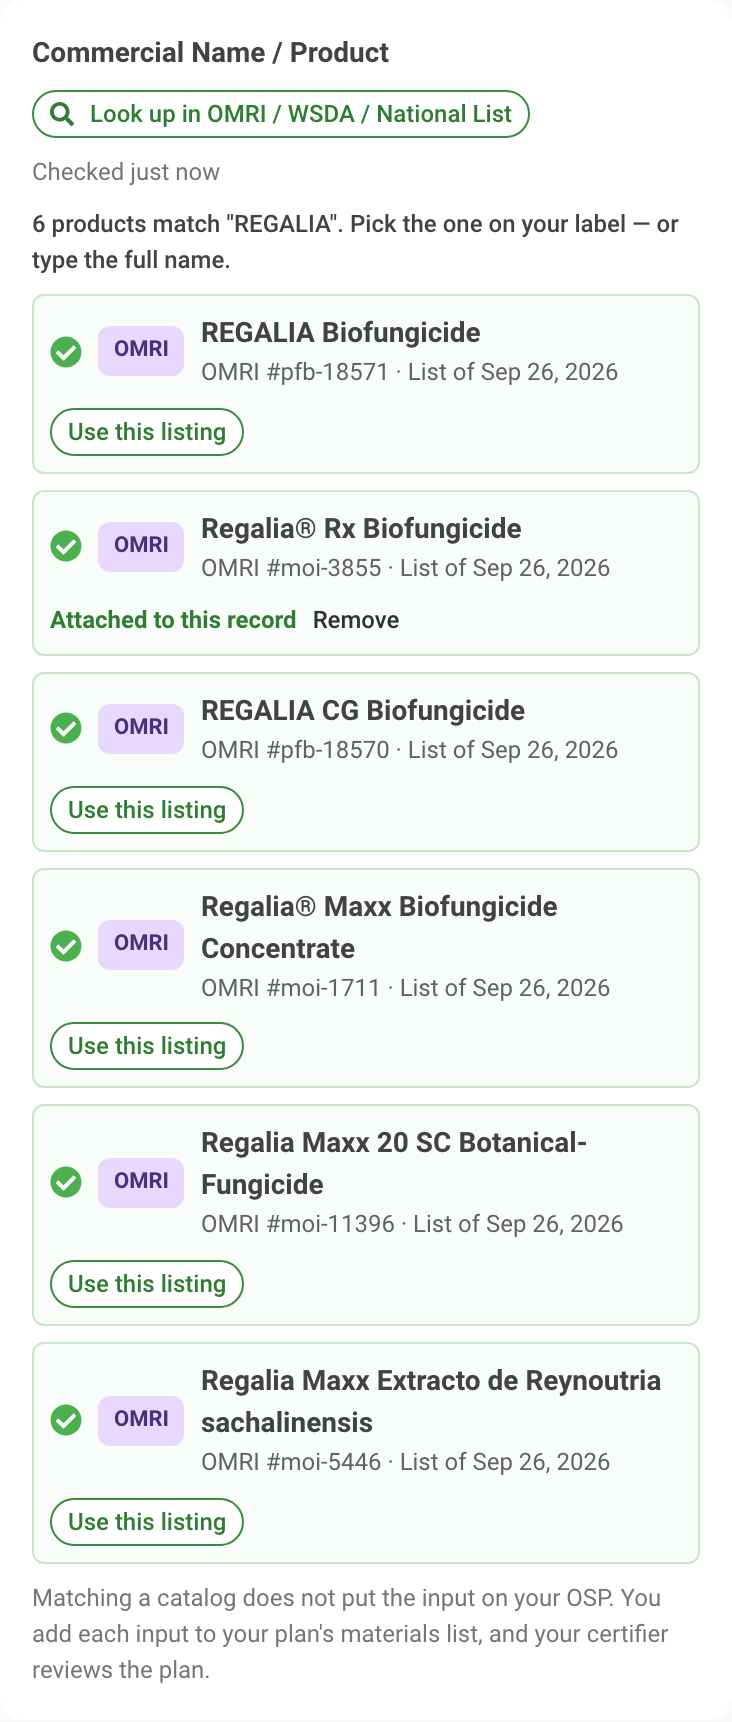 Commercial Name / Product
Look up in OMRI / WSDA / National List
Checked just now
6 products match "REGALIA". Pick the one on your label — or
type the full name.
OMRI
REGALIA Biofungicide
OMRI #pfb-18571 · List of Sep 26, 2026
Use this listing
OMRI
Regalia® Rx Biofungicide
OMRI #moi-3855 · List of Sep 26, 2026
Attached to this record Remove
OMRI
REGALIA CG Biofungicide
OMRI #pfb-18570 · List of Sep 26, 2026
Use this listing
OMRI
Regalia® Maxx Biofungicide
Concentrate
OMRI #moi-1711 · List of Sep 26, 2026
Use this listing
OMRI
Regalia Maxx 20 SC Botanical-
Fungicide
OMRI #moi-11396 · List of Sep 26, 2026
Use this listing
OMRI
Regalia Maxx Extracto de Reynoutria
sachalinensis
OMRI #moi-5446 · List of Sep 26, 2026
Use this listing
Matching a catalog does not put the input on your OSP. You
add each input to your plan's materials list, and your certifier
reviews the plan.